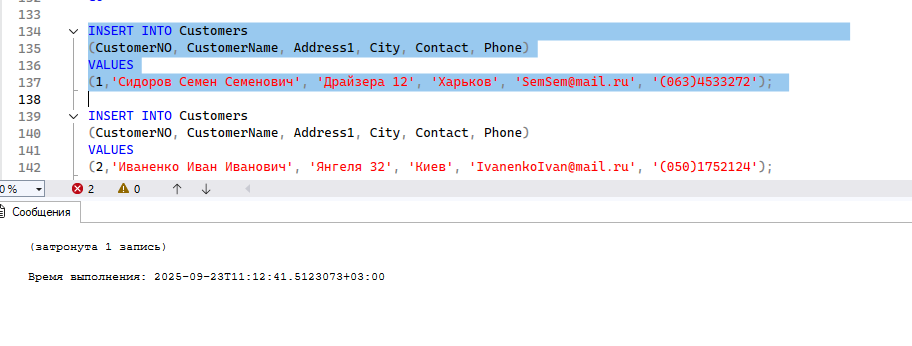 133
134 INSERT INTO Customers
135 (CustomerNO, CustomerName, Address1, City, Contact, Phone)
136 VALUES
137 (1,'Сидоров Семен Семенович', 'Драйзера 12', 'Харьков', 'SemSem@mail.ru', '(063)4533272');
138
139 INSERT INTO Customers
140 (CustomerNO, CustomerName, Address1, City, Contact, Phone)
141 VALUES
142 (2,'Иваненко Иван Иванович', 'Янгеля 32', 'Киев', 'IvanenkoIvan@mail.ru', '(050)1752124');
0 % 2 0
Сообщения
(затронута 1 запись)
Время выполнения: 2025-09-23T11:12:41.5123073+03:00